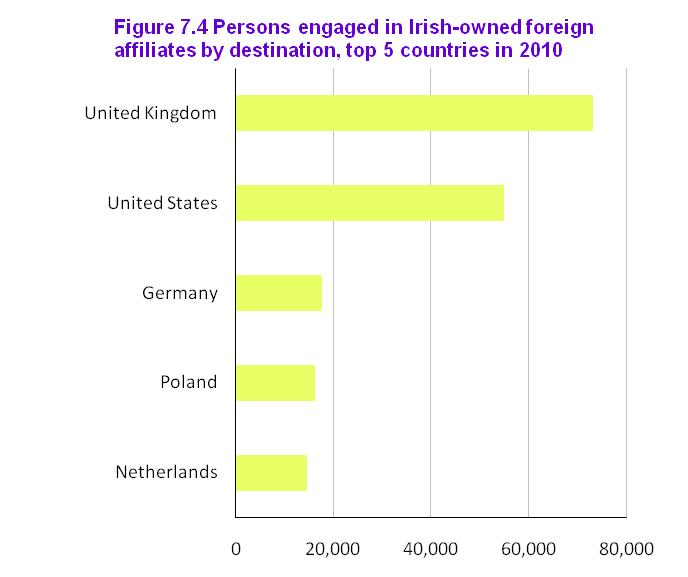 Figure 7.4 Persons engaged in Irish-owned foreign
affiliates by destination, top 5 countries in 2010
United Kingdom
United States
Germany
Poland
Netherlands
0 20,000 40,000 60,000 80,000